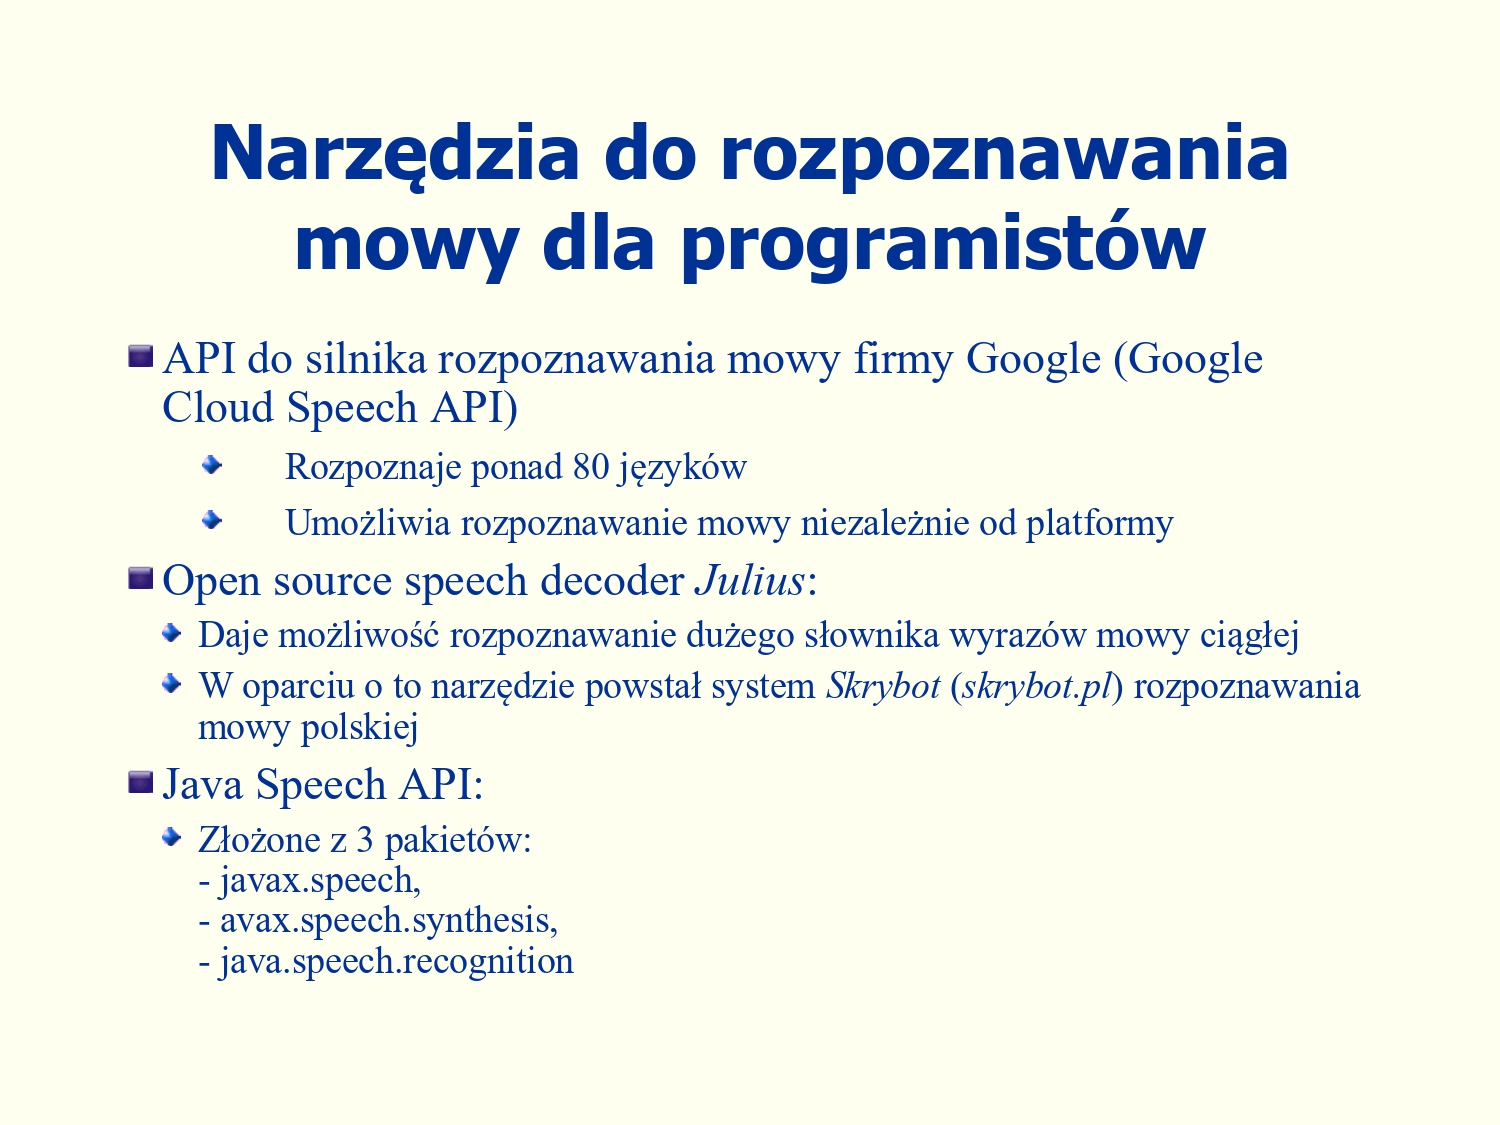 Narzędzia do rozpoznawania
mowy dla programistów
API do silnika rozpoznawania mowy firmy Google (Google
Cloud Speech API)
Rozpoznaje ponad 80 języków
Umożliwia rozpoznawanie mowy niezależnie od platformy
Open source speech decoder Julius:
Daje możliwość rozpoznawanie dużego słownika wyrazów mowy ciągłej
W oparciu o to narzędzie powstał system Skrybot (skrybot.pl) rozpoznawania
mowy polskiej
Java Speech API:
Złożone z 3 pakietów:
- javax.speech,
- avax.speech.synthesis,
- java.speech.recognition